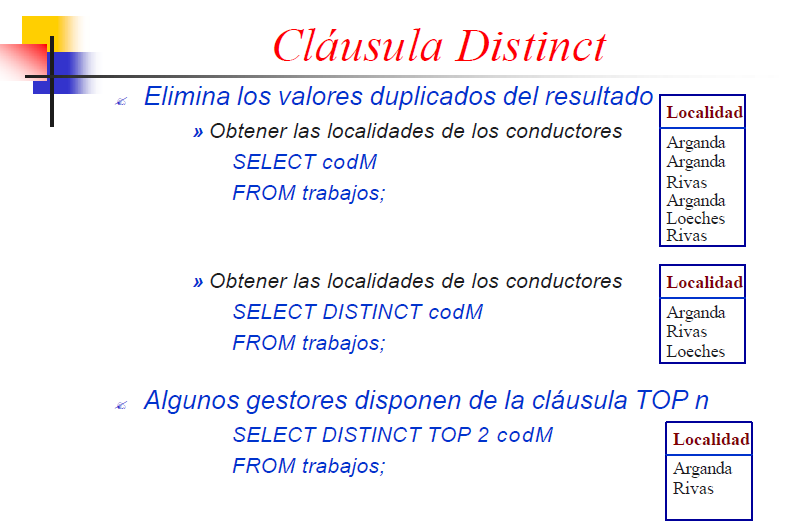 Cláusula Distinct
Elimina los valores duplicados del resultado
» Obtener las localidades de los conductores
SELECT codM
FROM trabajos;
Localidad
Arganda
Arganda
Rivas
Arganda
Loeches
Rivas
» Obtener las localidades de los conductores
SELECT DISTINCT codM
FROM trabajos;
Localidad
Arganda
Rivas
Loeches
Algunos gestores disponen de la cláusula TOP n
SELECT DISTINCT TOP 2 codM
FROM trabajos;
Localidad
Arganda
Rivas